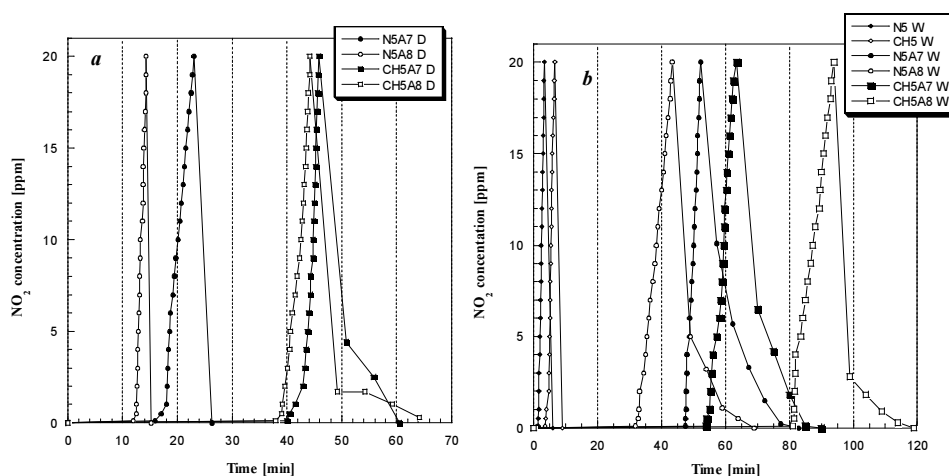 N5A7 D
N5A8 D
CH5A7 D
CH5A8 D
a
20
15
10
5
0
0 10 20 30 40 50 60 70
NO2 concentration [ppm]
Time [min]
N5 W
CH5 W
N5A7 W
N5A8 W
CH5A7 W
CH5A8 W
b
20
15
10
5
0
0 20 40 60 80 100 120
NO2 concentation [ppm]
Time [min]